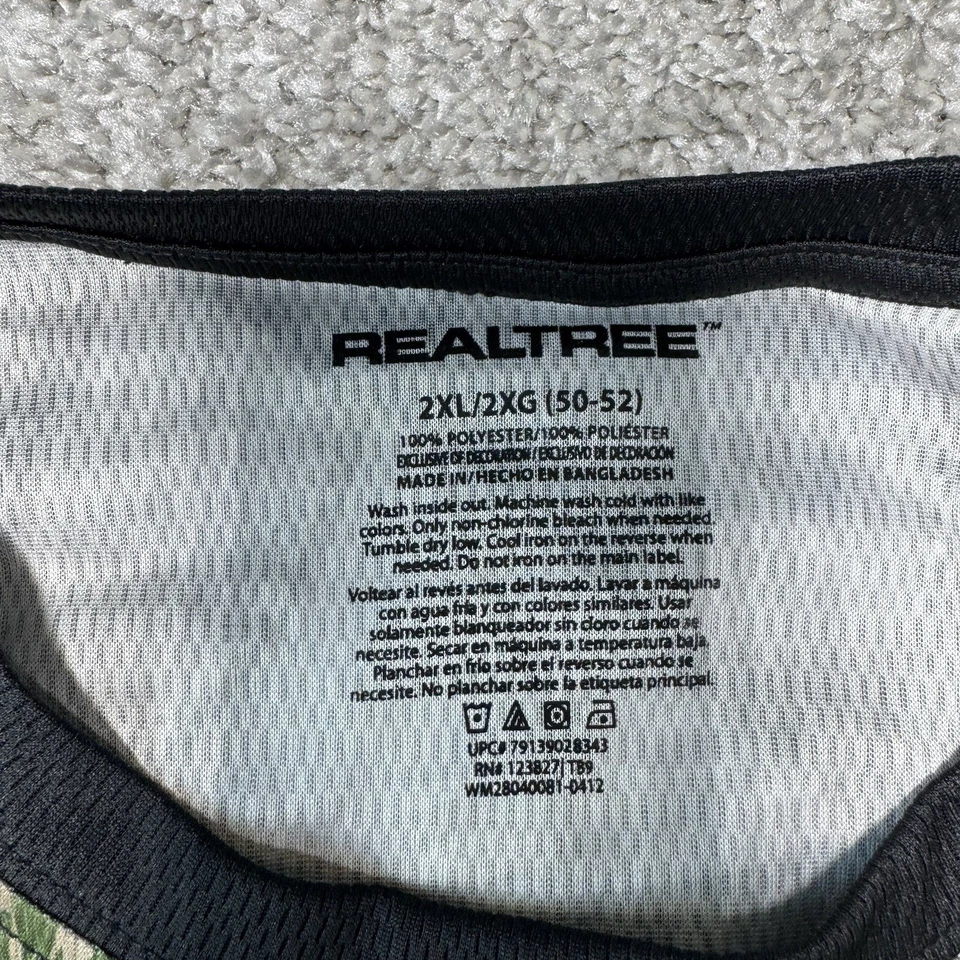 REALTREE™
2XL/2XG (50-52)
100% POLYESTER/100% POLIÉSTER
EXCLUSIVE OF DECORATION / EXCLUSIVO DE DECORACIÓN
MADE IN/HECHO EN BANGLADESH
Wash inside out. Machine wash cold with like
colors. Only non-chlorine bleach when needed.
Tumble dry low. Cool iron on the reverse when
needed. Do not iron on the main label.
Voltear al revés antes del lavado. Lavar a máquina
con agua fría y con colores similares. Usar
solamente blanqueador sin cloro cuando se
necesite. Secar en máquina a temperatura baja.
Planchar en frío sobre el reverso cuando se
necesite. No planchar sobre la etiqueta principal.
UPC# 79139028343
RN# 123827/ TB9
WM28040081-0412